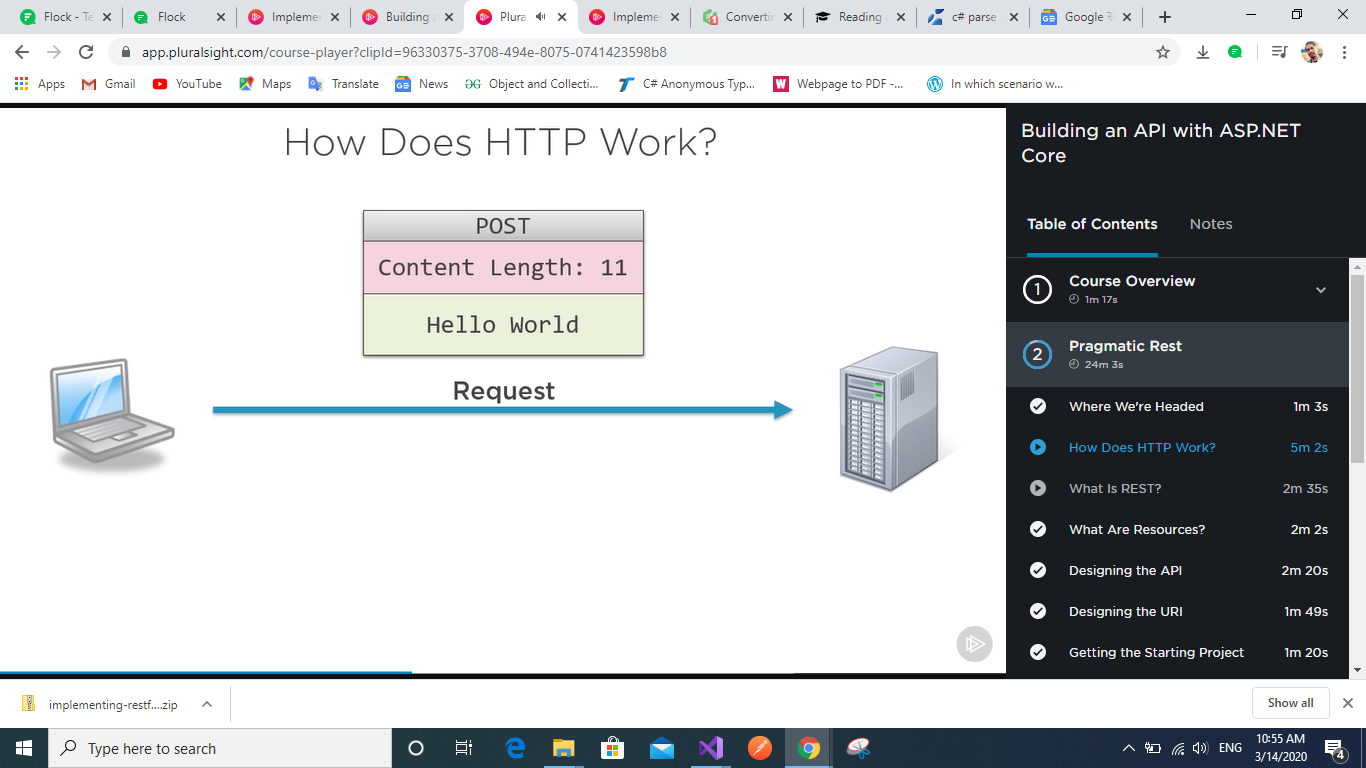 Flock - Te
Flock
Implemen
Building a
Plura
Implemen
Convertin
Reading a
c# parse
Google स
app.pluralsight.com/course-player?clipId=96330375-3708-494e-8075-0741423598b8
Apps
Gmail
YouTube
Maps
Translate
News
Object and Collecti...
C# Anonymous Typ...
Webpage to PDF -...
In which scenario w...
How Does HTTP Work?
POST
Content Length: 11
Hello World
Request
Building an API with ASP.NET
Core
Table of Contents
Notes
1
Course Overview
1m 17s
2
Pragmatic Rest
24m 3s
Where We're Headed
1m 3s
How Does HTTP Work?
5m 2s
What Is REST?
2m 35s
What Are Resources?
2m 2s
Designing the API
2m 20s
Designing the URI
1m 49s
Getting the Starting Project
1m 20s
implementing-restf....zip
Show all
Type here to search
ENG
10:55 AM
3/14/2020
4